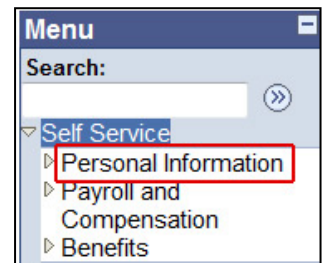 Menu
Search:
Self Service
Personal Information
Payroll and
Compensation
Benefits